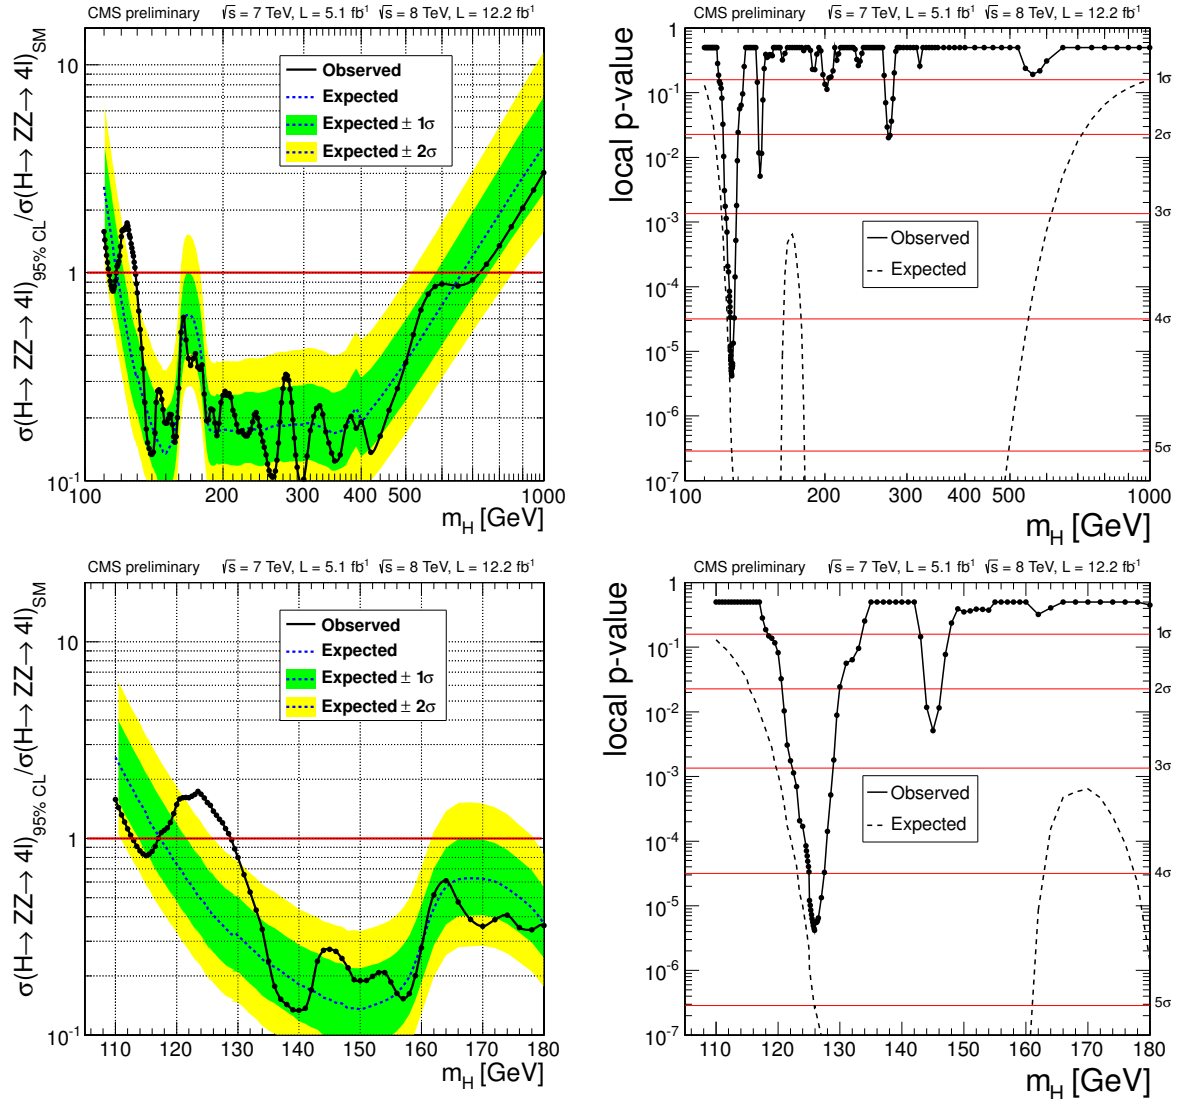 CMS preliminary √s = 7 TeV, L = 5.1 fb⁻¹ √s = 8 TeV, L = 12.2 fb⁻¹
σ(H→ ZZ → 4l)95% CL/σ(H→ ZZ→ 4l)SM
10
1
10⁻¹
Observed
Expected
Expected ± 1σ
Expected ± 2σ
100 200 300 400 500 1000
mH [GeV]
CMS preliminary √s = 7 TeV, L = 5.1 fb⁻¹ √s = 8 TeV, L = 12.2 fb⁻¹
local p-value
1
10⁻¹
10⁻²
10⁻³
10⁻⁴
10⁻⁵
10⁻⁶
10⁻⁷
1σ
2σ
3σ
4σ
5σ
Observed
Expected
100 200 300 400 500 1000
mH [GeV]
CMS preliminary √s = 7 TeV, L = 5.1 fb⁻¹ √s = 8 TeV, L = 12.2 fb⁻¹
σ(H→ ZZ → 4l)95% CL/σ(H→ ZZ→ 4l)SM
10
1
10⁻¹
Observed
Expected
Expected ± 1σ
Expected ± 2σ
110 120 130 140 150 160 170 180
mH [GeV]
CMS preliminary √s = 7 TeV, L = 5.1 fb⁻¹ √s = 8 TeV, L = 12.2 fb⁻¹
local p-value
1
10⁻¹
10⁻²
10⁻³
10⁻⁴
10⁻⁵
10⁻⁶
10⁻⁷
1σ
2σ
3σ
4σ
5σ
Observed
Expected
110 120 130 140 150 160 170 180
mH [GeV]